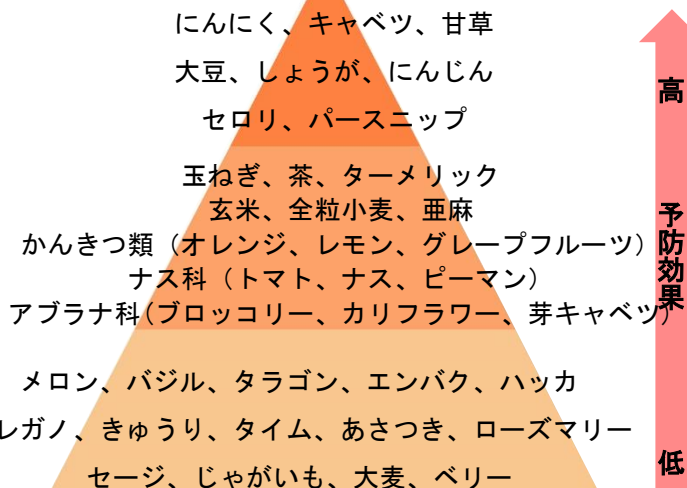 にんにく、キャベツ、甘草
大豆、しょうが、にんじん
セロリ、パースニップ
玉ねぎ、茶、ターメリック
玄米、全粒小麦、亜麻
かんきつ類（オレンジ、レモン、グレープフルーツ）
ナス科（トマト、ナス、ピーマン）
アブラナ科(ブロッコリー、カリフラワー、芽キャベツ)
メロン、バジル、タラゴン、エンバク、ハッカ
レガノ、きゅうり、タイム、あさつき、ローズマリー
セージ、じゃがいも、大麦、ベリー
高
予防効果
低